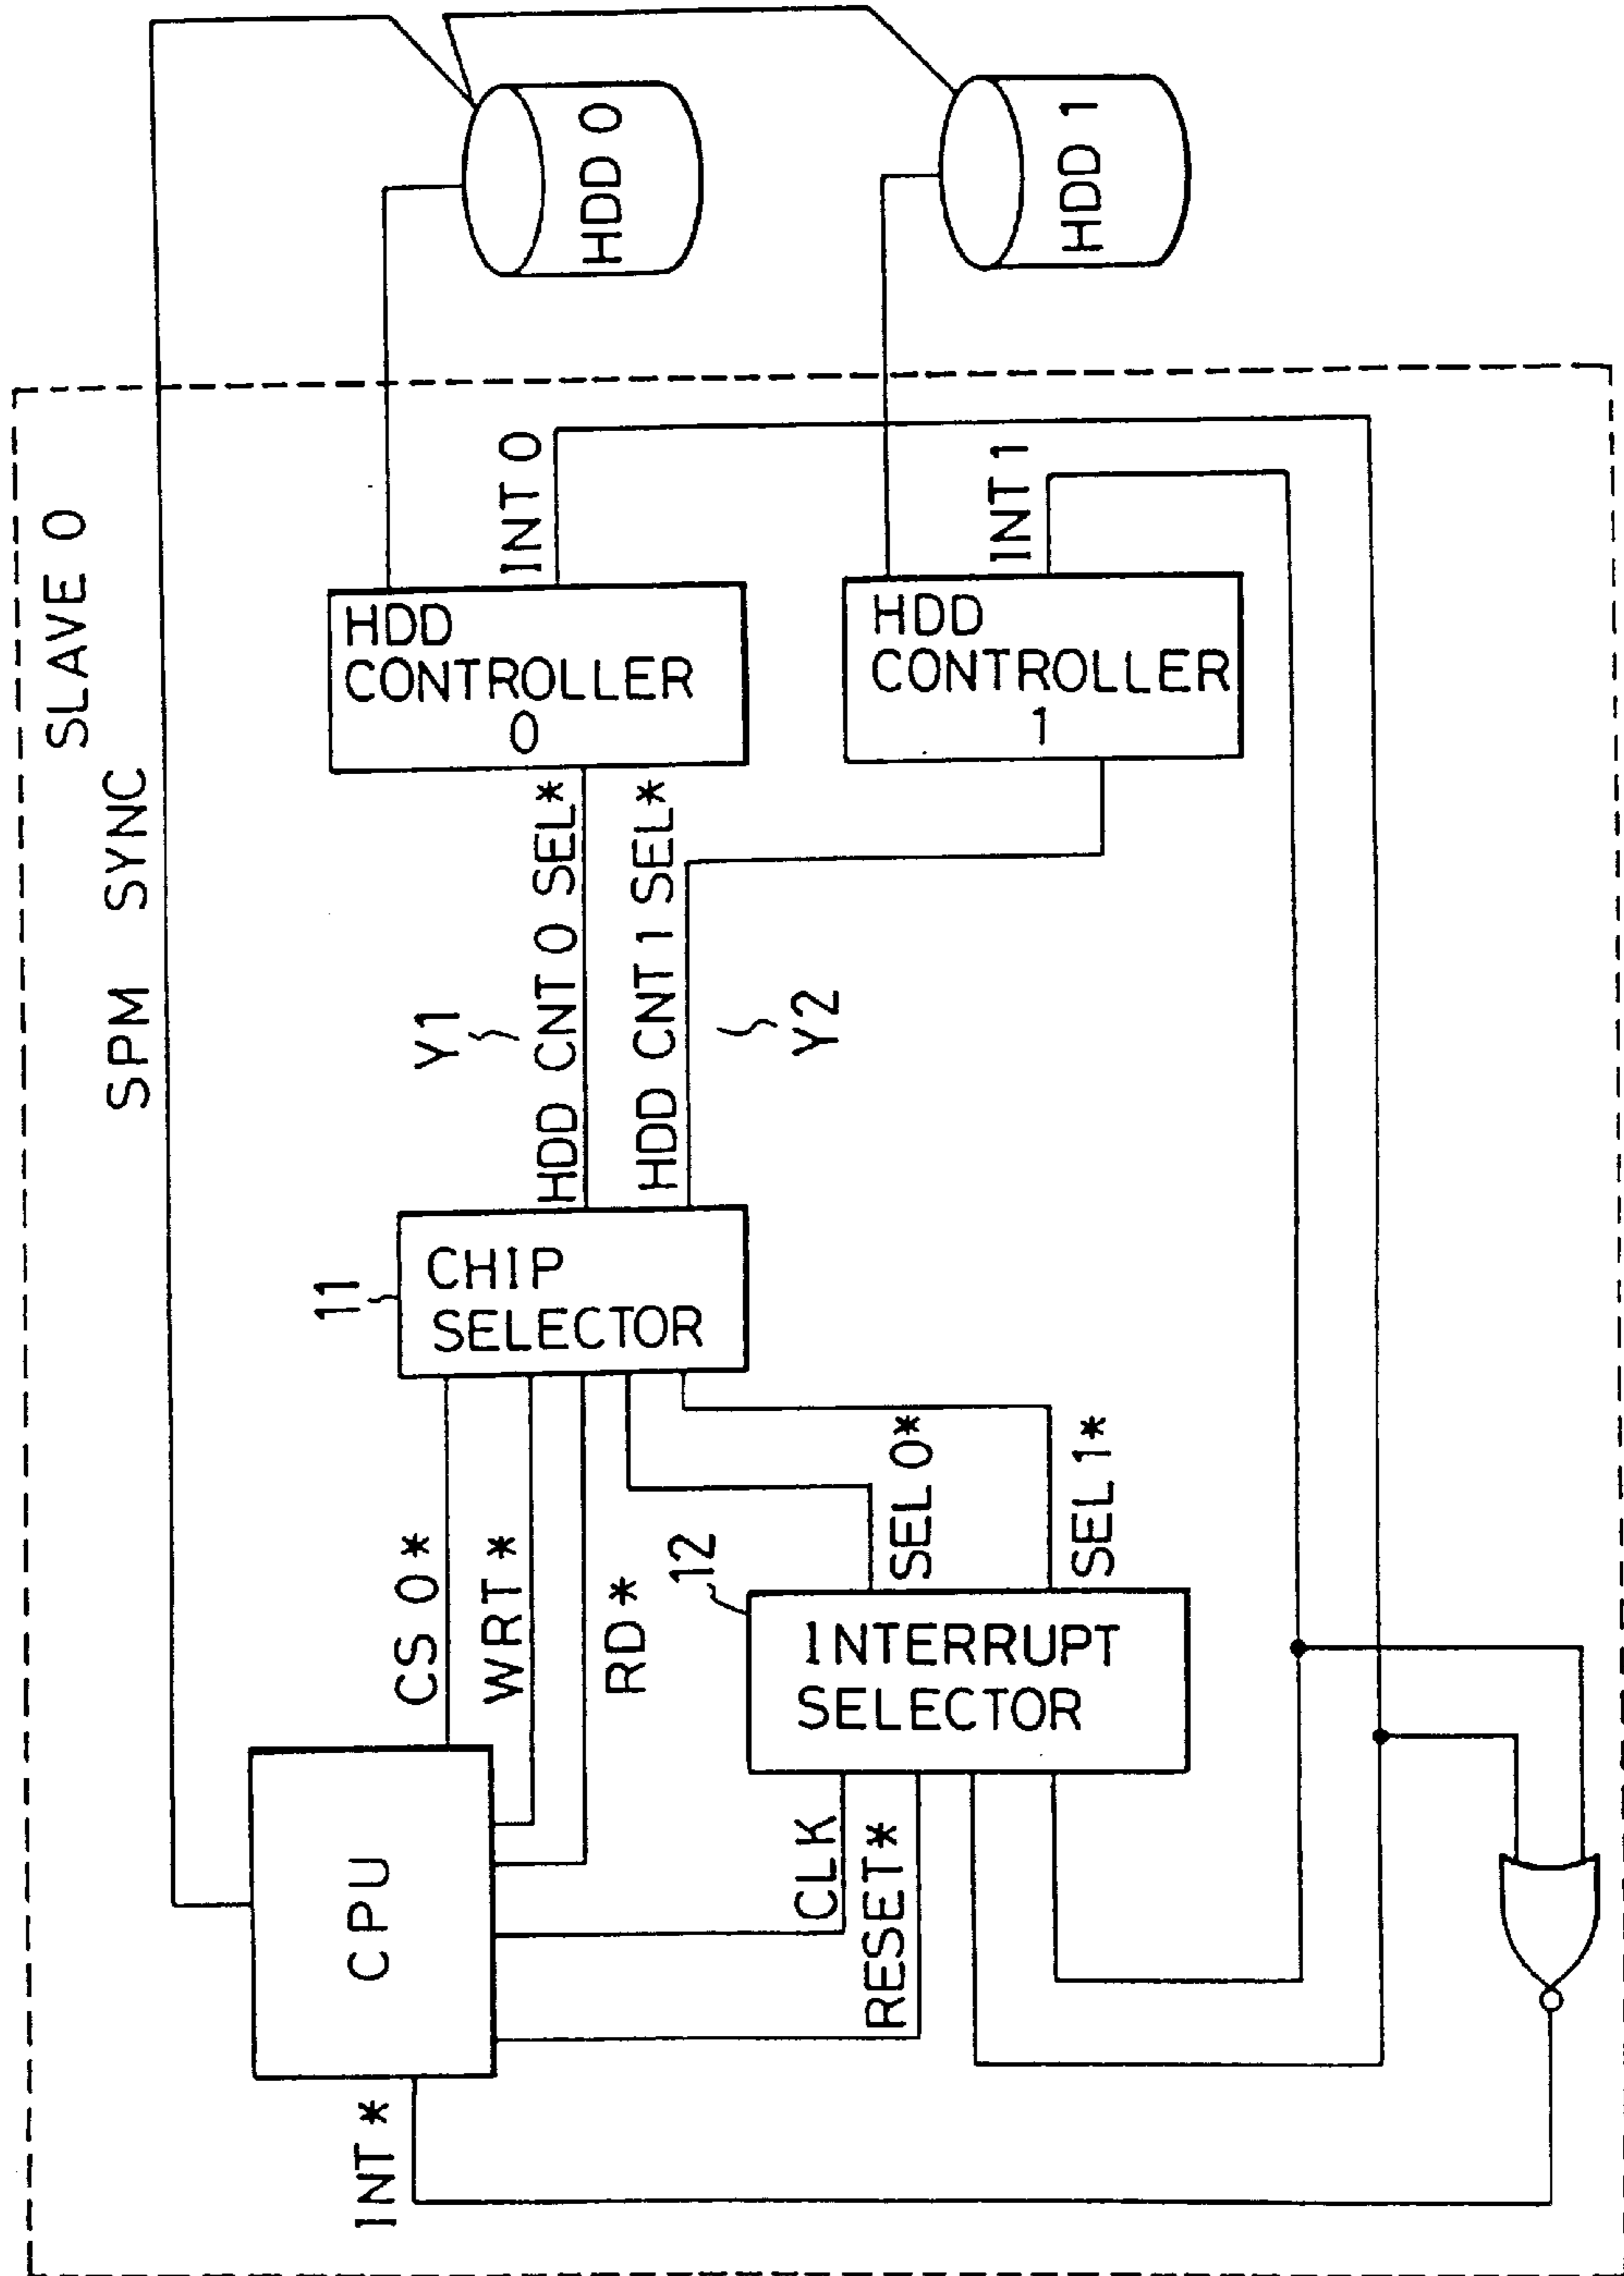 SLAVE 0
SPM SYNC
INT *
CPU
CS 0 *
WRT *
RD *
CLK
RESET*
11
CHIP
SELECTOR
12
INTERRUPT
SELECTOR
SEL 0*
SEL 1*
Y1
HDD CNT 0 SEL*
HDD CNT 1 SEL*
Y2
HDD
CONTROLLER
0
INT 0
HDD
CONTROLLER
1
INT 1
HDD 0
HDD 1